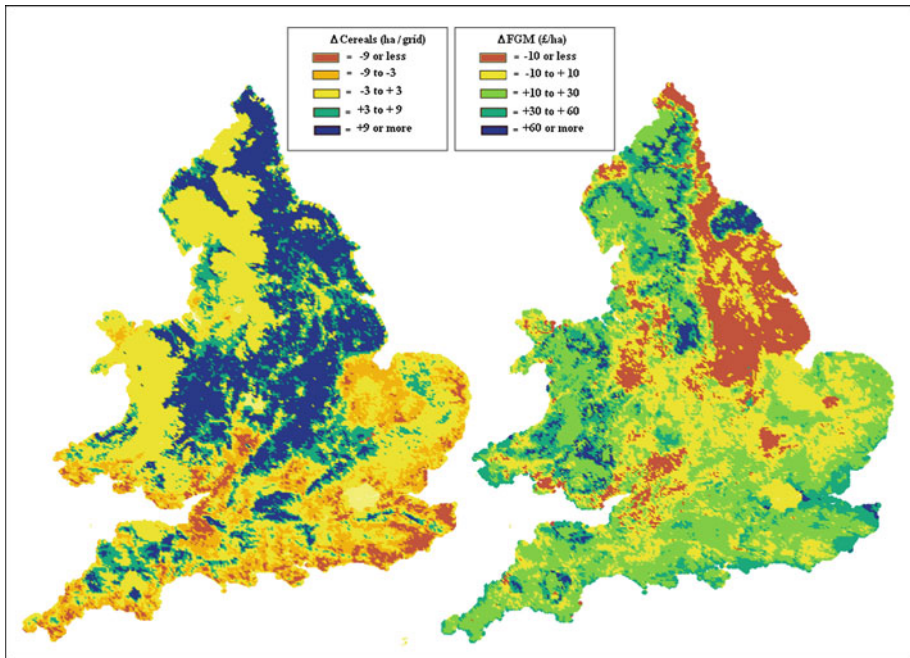 Δ Cereals (ha / grid)
= -9 or less
= -9 to -3
= -3 to + 3
= +3 to + 9
= +9 or more
Δ FGM (£/ha)
= -10 or less
= -10 to + 10
= +10 to + 30
= +30 to + 60
= +60 or more